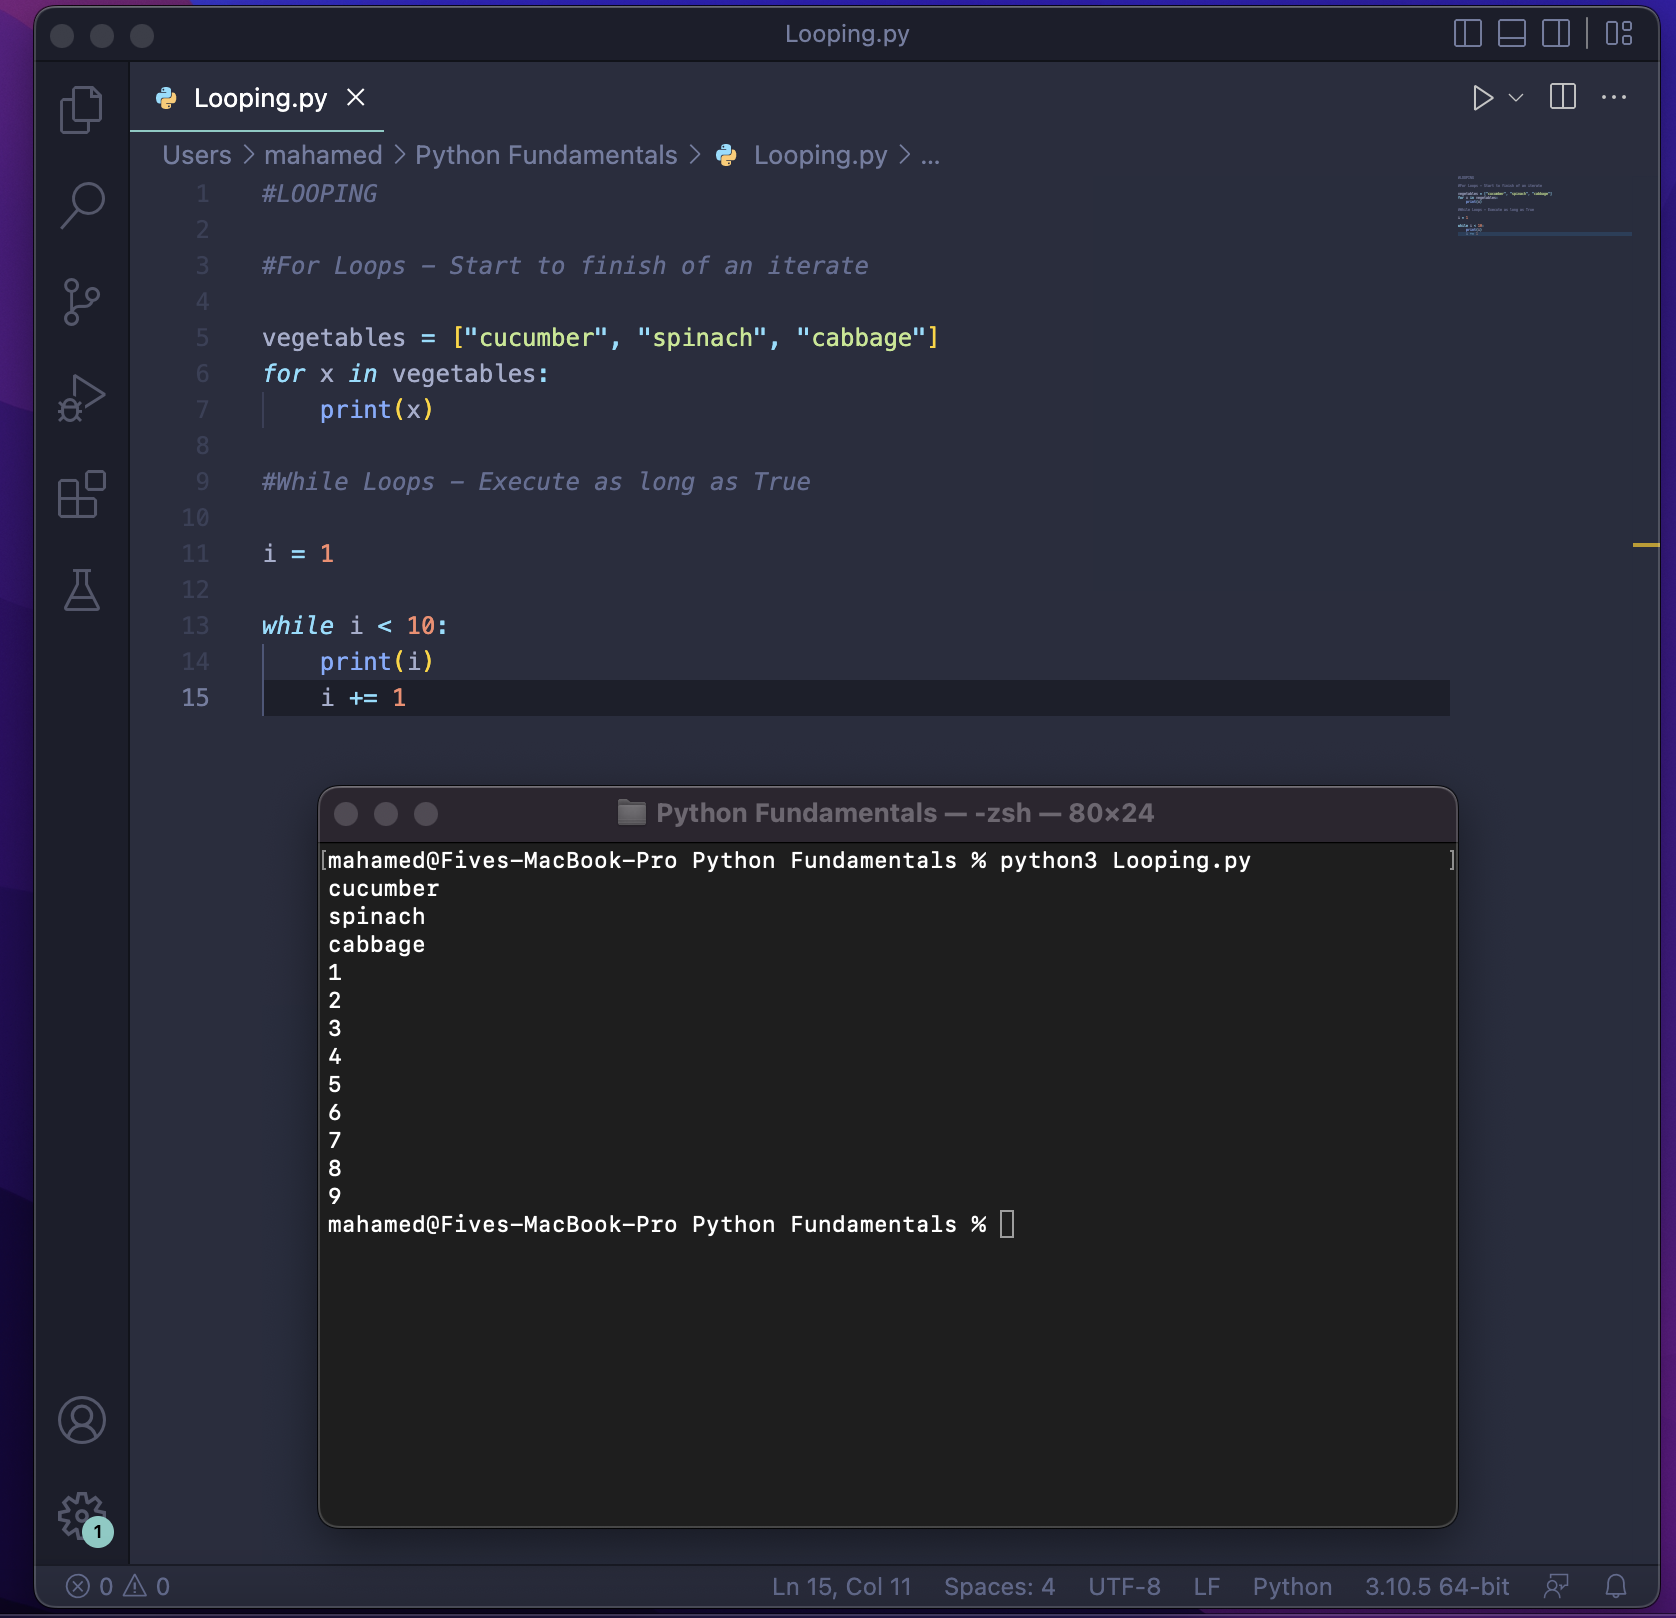 Looping.py
Looping.py
Users > mahamed > Python Fundamentals > Looping.py > ...
1 #LOOPING
2
3 #For Loops – Start to finish of an iterate
4
5 vegetables = ["cucumber", "spinach", "cabbage"]
6 for x in vegetables:
7     print(x)
8
9 #While Loops – Execute as long as True
10
11 i = 1
12
13 while i < 10:
14     print(i)
15     i += 1
Python Fundamentals — -zsh — 80×24
[mahamed@Fives-MacBook-Pro Python Fundamentals % python3 Looping.py ]
cucumber
spinach
cabbage
1
2
3
4
5
6
7
8
9
mahamed@Fives-MacBook-Pro Python Fundamentals %
1
0 0 Ln 15, Col 11 Spaces: 4 UTF-8 LF Python 3.10.5 64-bit